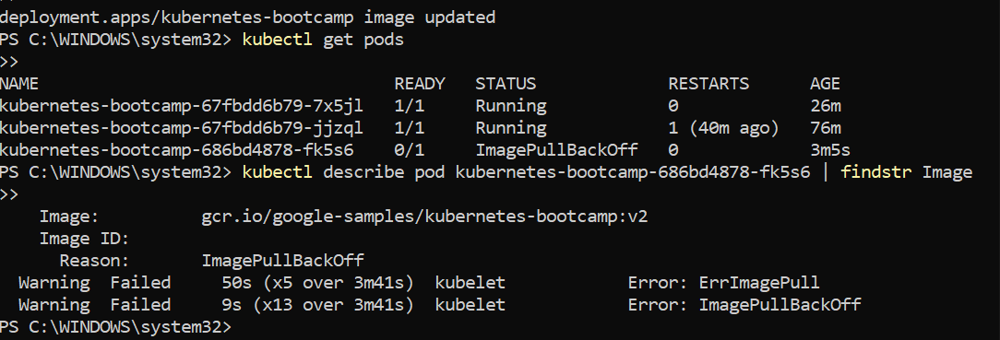 deployment.apps/kubernetes-bootcamp image updated
PS C:\WINDOWS\system32> kubectl get pods
>>
NAME READY STATUS RESTARTS AGE
kubernetes-bootcamp-67fbdd6b79-7x5jl 1/1 Running 0 26m
kubernetes-bootcamp-67fbdd6b79-jjzql 1/1 Running 1 (40m ago) 76m
kubernetes-bootcamp-686bd4878-fk5s6 0/1 ImagePullBackOff 0 3m5s
PS C:\WINDOWS\system32> kubectl describe pod kubernetes-bootcamp-686bd4878-fk5s6 | findstr Image
>>
Image: gcr.io/google-samples/kubernetes-bootcamp:v2
Image ID:
Reason: ImagePullBackOff
Warning Failed 50s (x5 over 3m41s) kubelet Error: ErrImagePull
Warning Failed 9s (x13 over 3m41s) kubelet Error: ImagePullBackOff
PS C:\WINDOWS\system32>